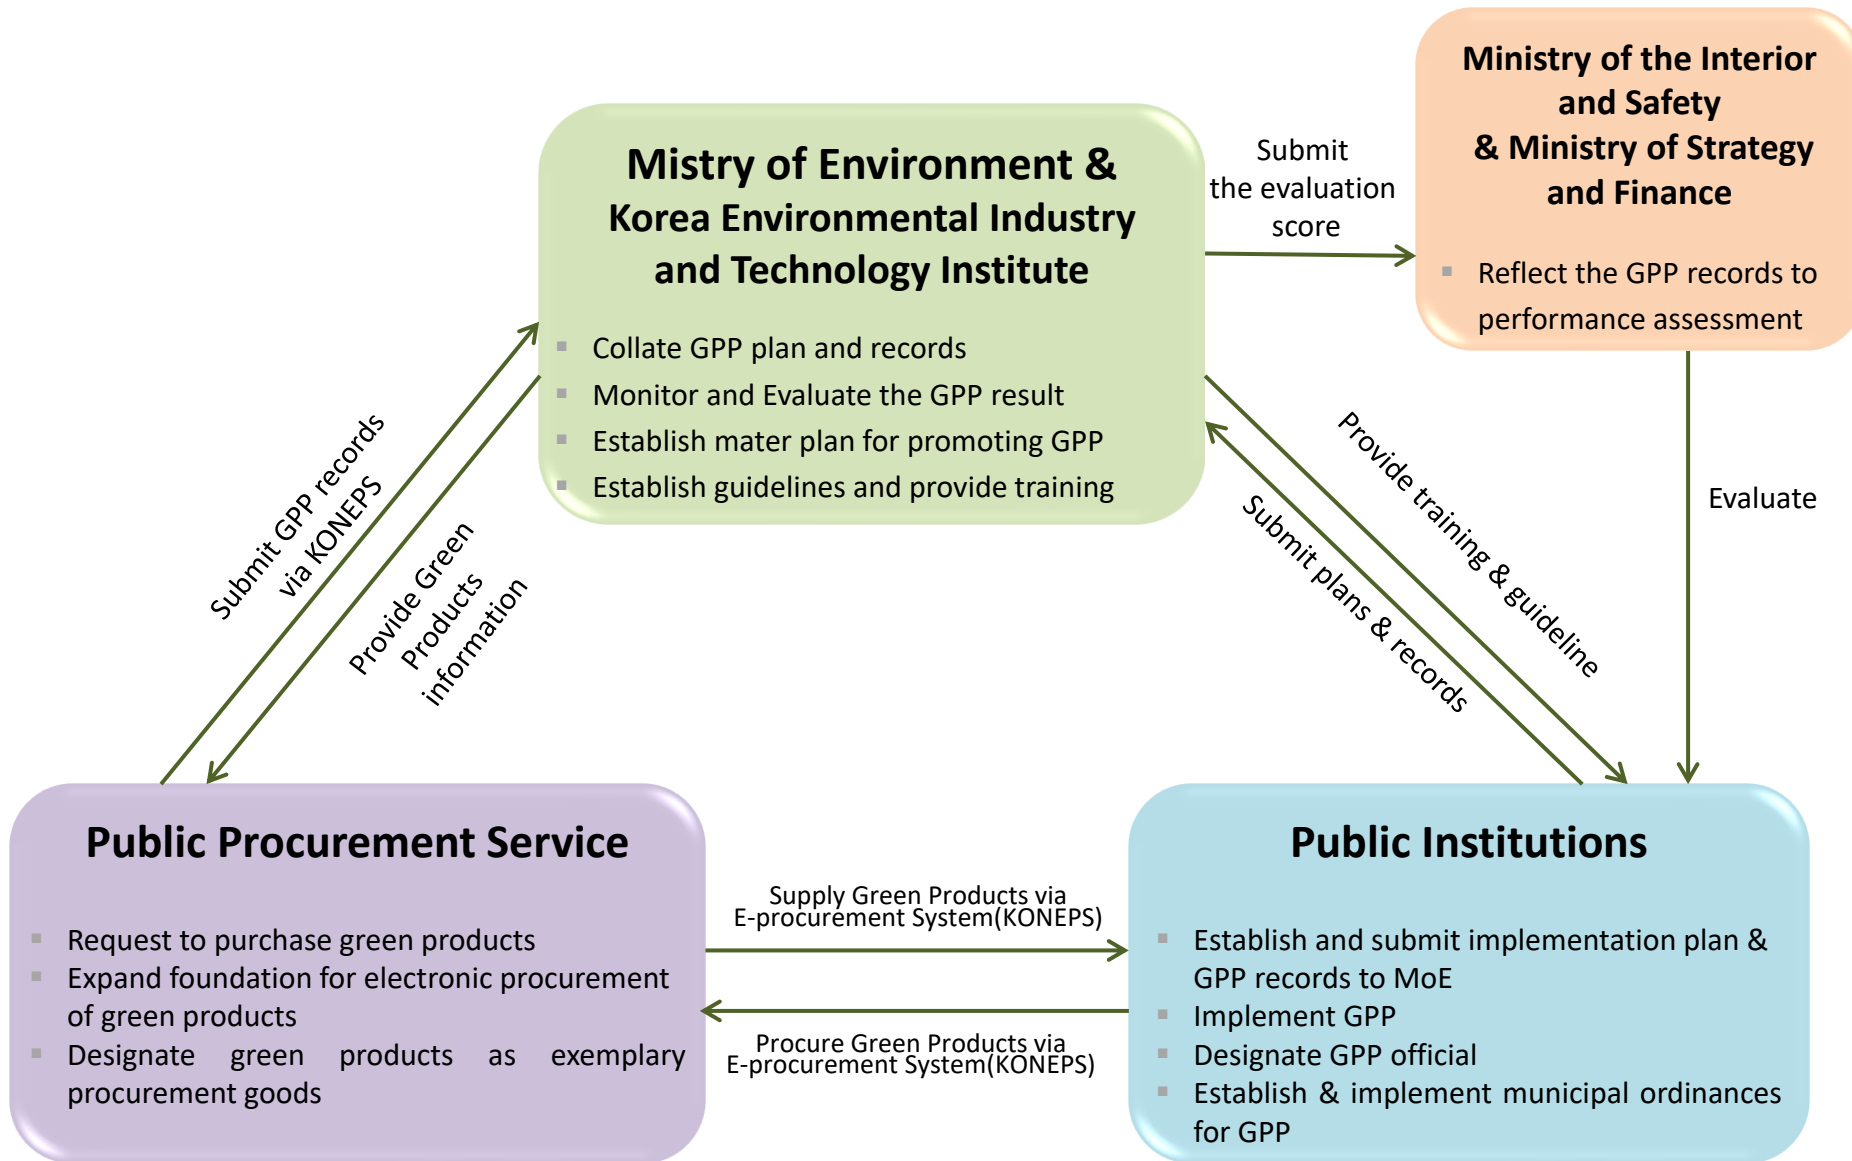 Ministry of the Interior
and Safety
& Ministry of Strategy
and Finance
▪ Reflect the GPP records to
performance assessment
Mistry of Environment &
Korea Environmental Industry
and Technology Institute
▪ Collate GPP plan and records
▪ Monitor and Evaluate the GPP result
▪ Establish mater plan for promoting GPP
▪ Establish guidelines and provide training
Submit
the evaluation
score
Submit GPP records
via KONEPS
Provide Green
Products
information
Provide training & guideline
Submit plans & records
Evaluate
Public Procurement Service
▪ Request to purchase green products
▪ Expand foundation for electronic procurement
of green products
▪ Designate green products as exemplary
procurement goods
Supply Green Products via
E-procurement System(KONEPS)
Procure Green Products via
E-procurement System(KONEPS)
Public Institutions
▪ Establish and submit implementation plan &
GPP records to MoE
▪ Implement GPP
▪ Designate GPP official
▪ Establish & implement municipal ordinances
for GPP